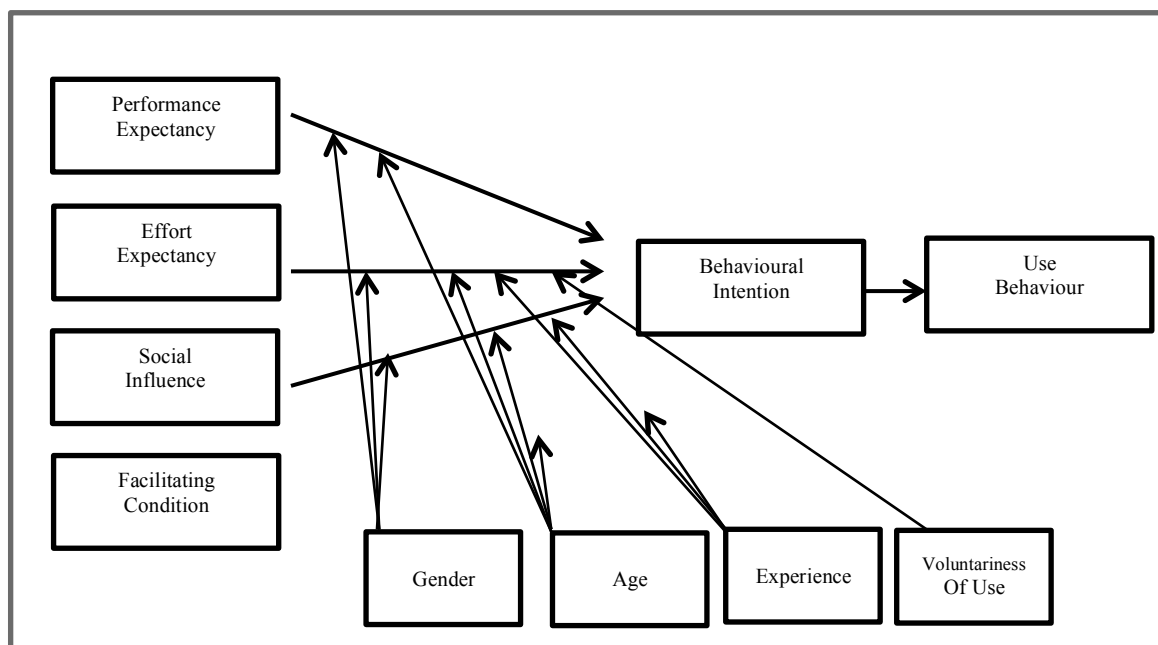 Performance
Expectancy
Effort
Expectancy
Social
Influence
Facilitating
Condition
Behavioural
Intention
Use
Behaviour
Gender
Age
Experience
Voluntariness
Of Use